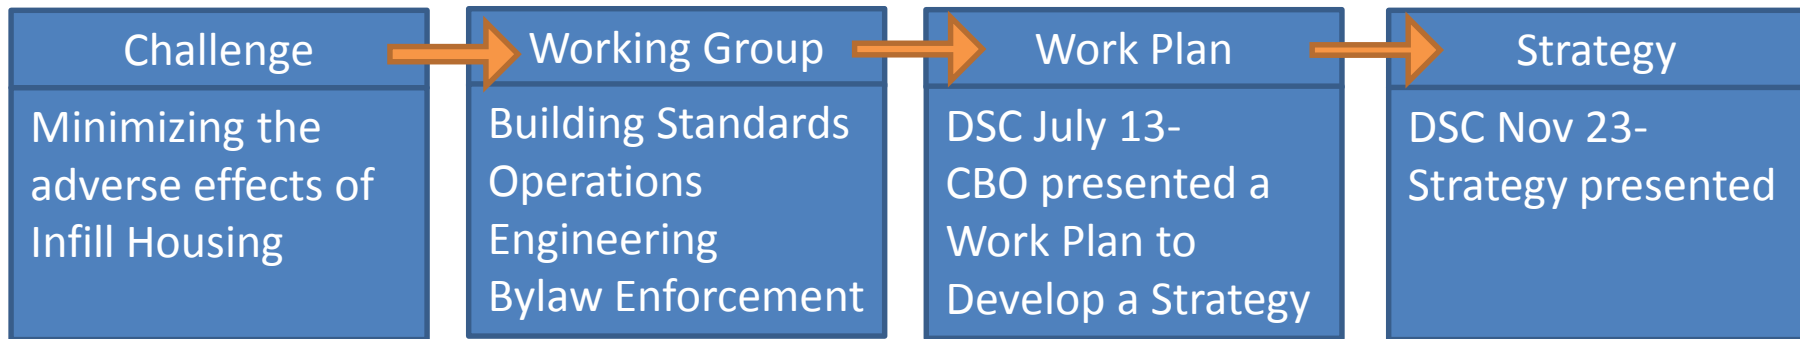 Challenge
Minimizing the
adverse effects of
Infill Housing
Working Group
Building Standards
Operations
Engineering
Bylaw Enforcement
Work Plan
DSC July 13-
CBO presented a
Work Plan to
Develop a Strategy
Strategy
DSC Nov 23-
Strategy presented